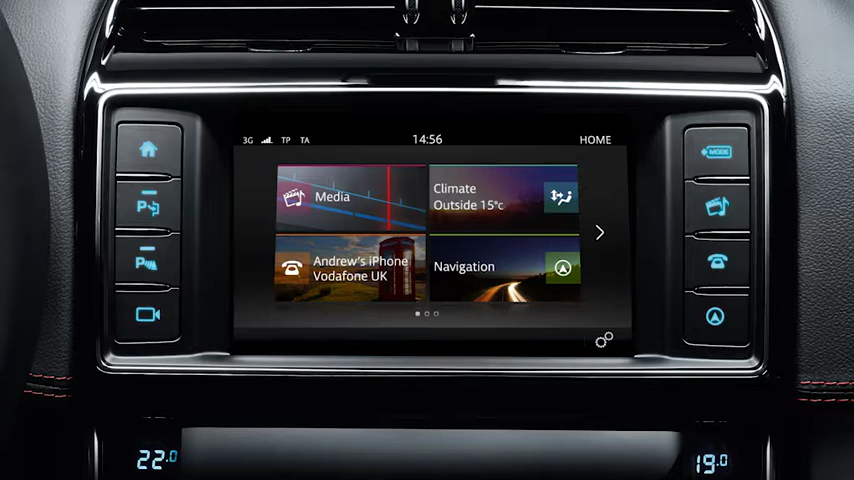 3G TP TA 14:56 HOME
Media
Climate
Outside 15°c
Andrew's iPhone
Vodafone UK
Navigation
MODE
P
P
22.0
19.0